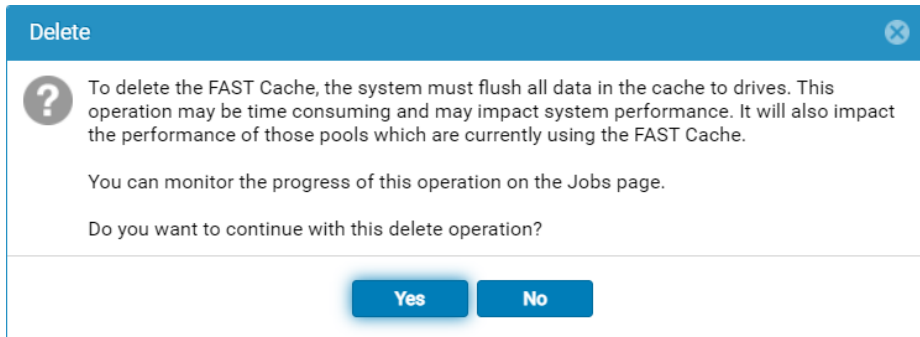 Delete
To delete the FAST Cache, the system must flush all data in the cache to drives. This
operation may be time consuming and may impact system performance. It will also impact
the performance of those pools which are currently using the FAST Cache.
You can monitor the progress of this operation on the Jobs page.
Do you want to continue with this delete operation?
Yes No